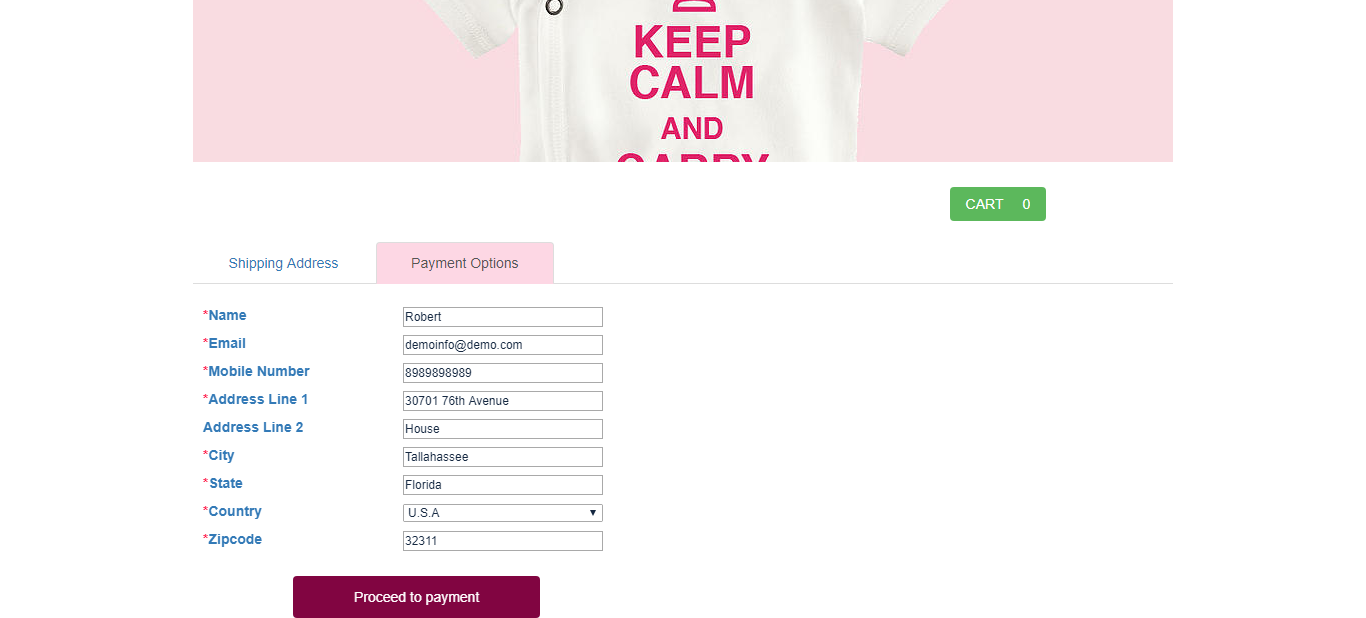 KEEP
CALM
AND
CARRY
CART 0
Shipping Address Payment Options
*Name Robert
*Email demoinfo@demo.com
*Mobile Number 8989898989
*Address Line 1 30701 76th Avenue
Address Line 2 House
*City Tallahassee
*State Florida
*Country U.S.A
*Zipcode 32311
Proceed to payment